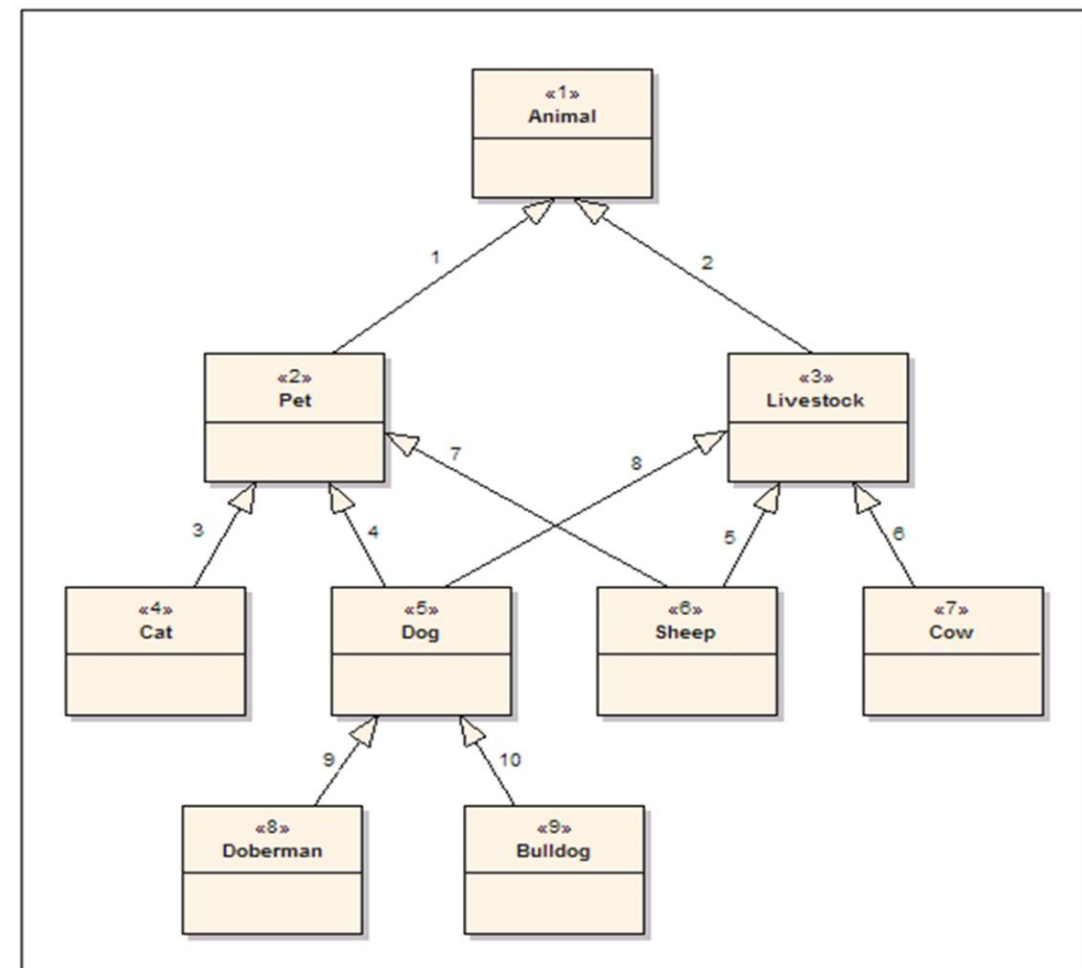 «1»
Animal
1
2
«2»
Pet
«3»
Livestock
7
8
3
4
5
6
«4»
Cat
«5»
Dog
«6»
Sheep
«7»
Cow
9
10
«8»
Doberman
«9»
Bulldog